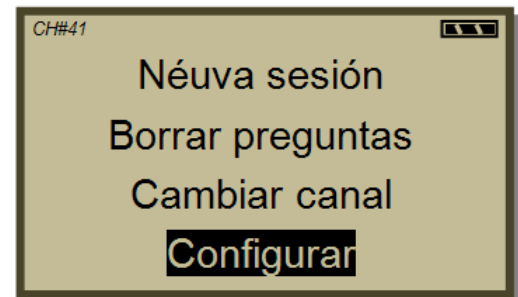 CH#41
Néuva sesión
Borrar preguntas
Cambiar canal
Configurar